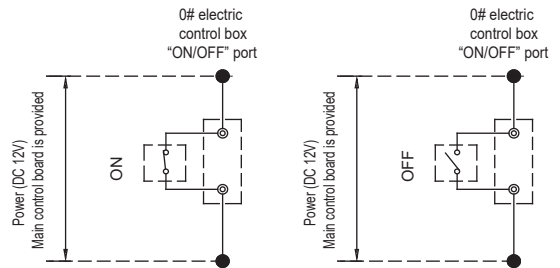 0# electric
control box
“ON/OFF” port
Power (DC 12V)
Main control board is provided
ON
0# electric
control box
“ON/OFF” port
Power (DC 12V)
Main control board is provided
OFF